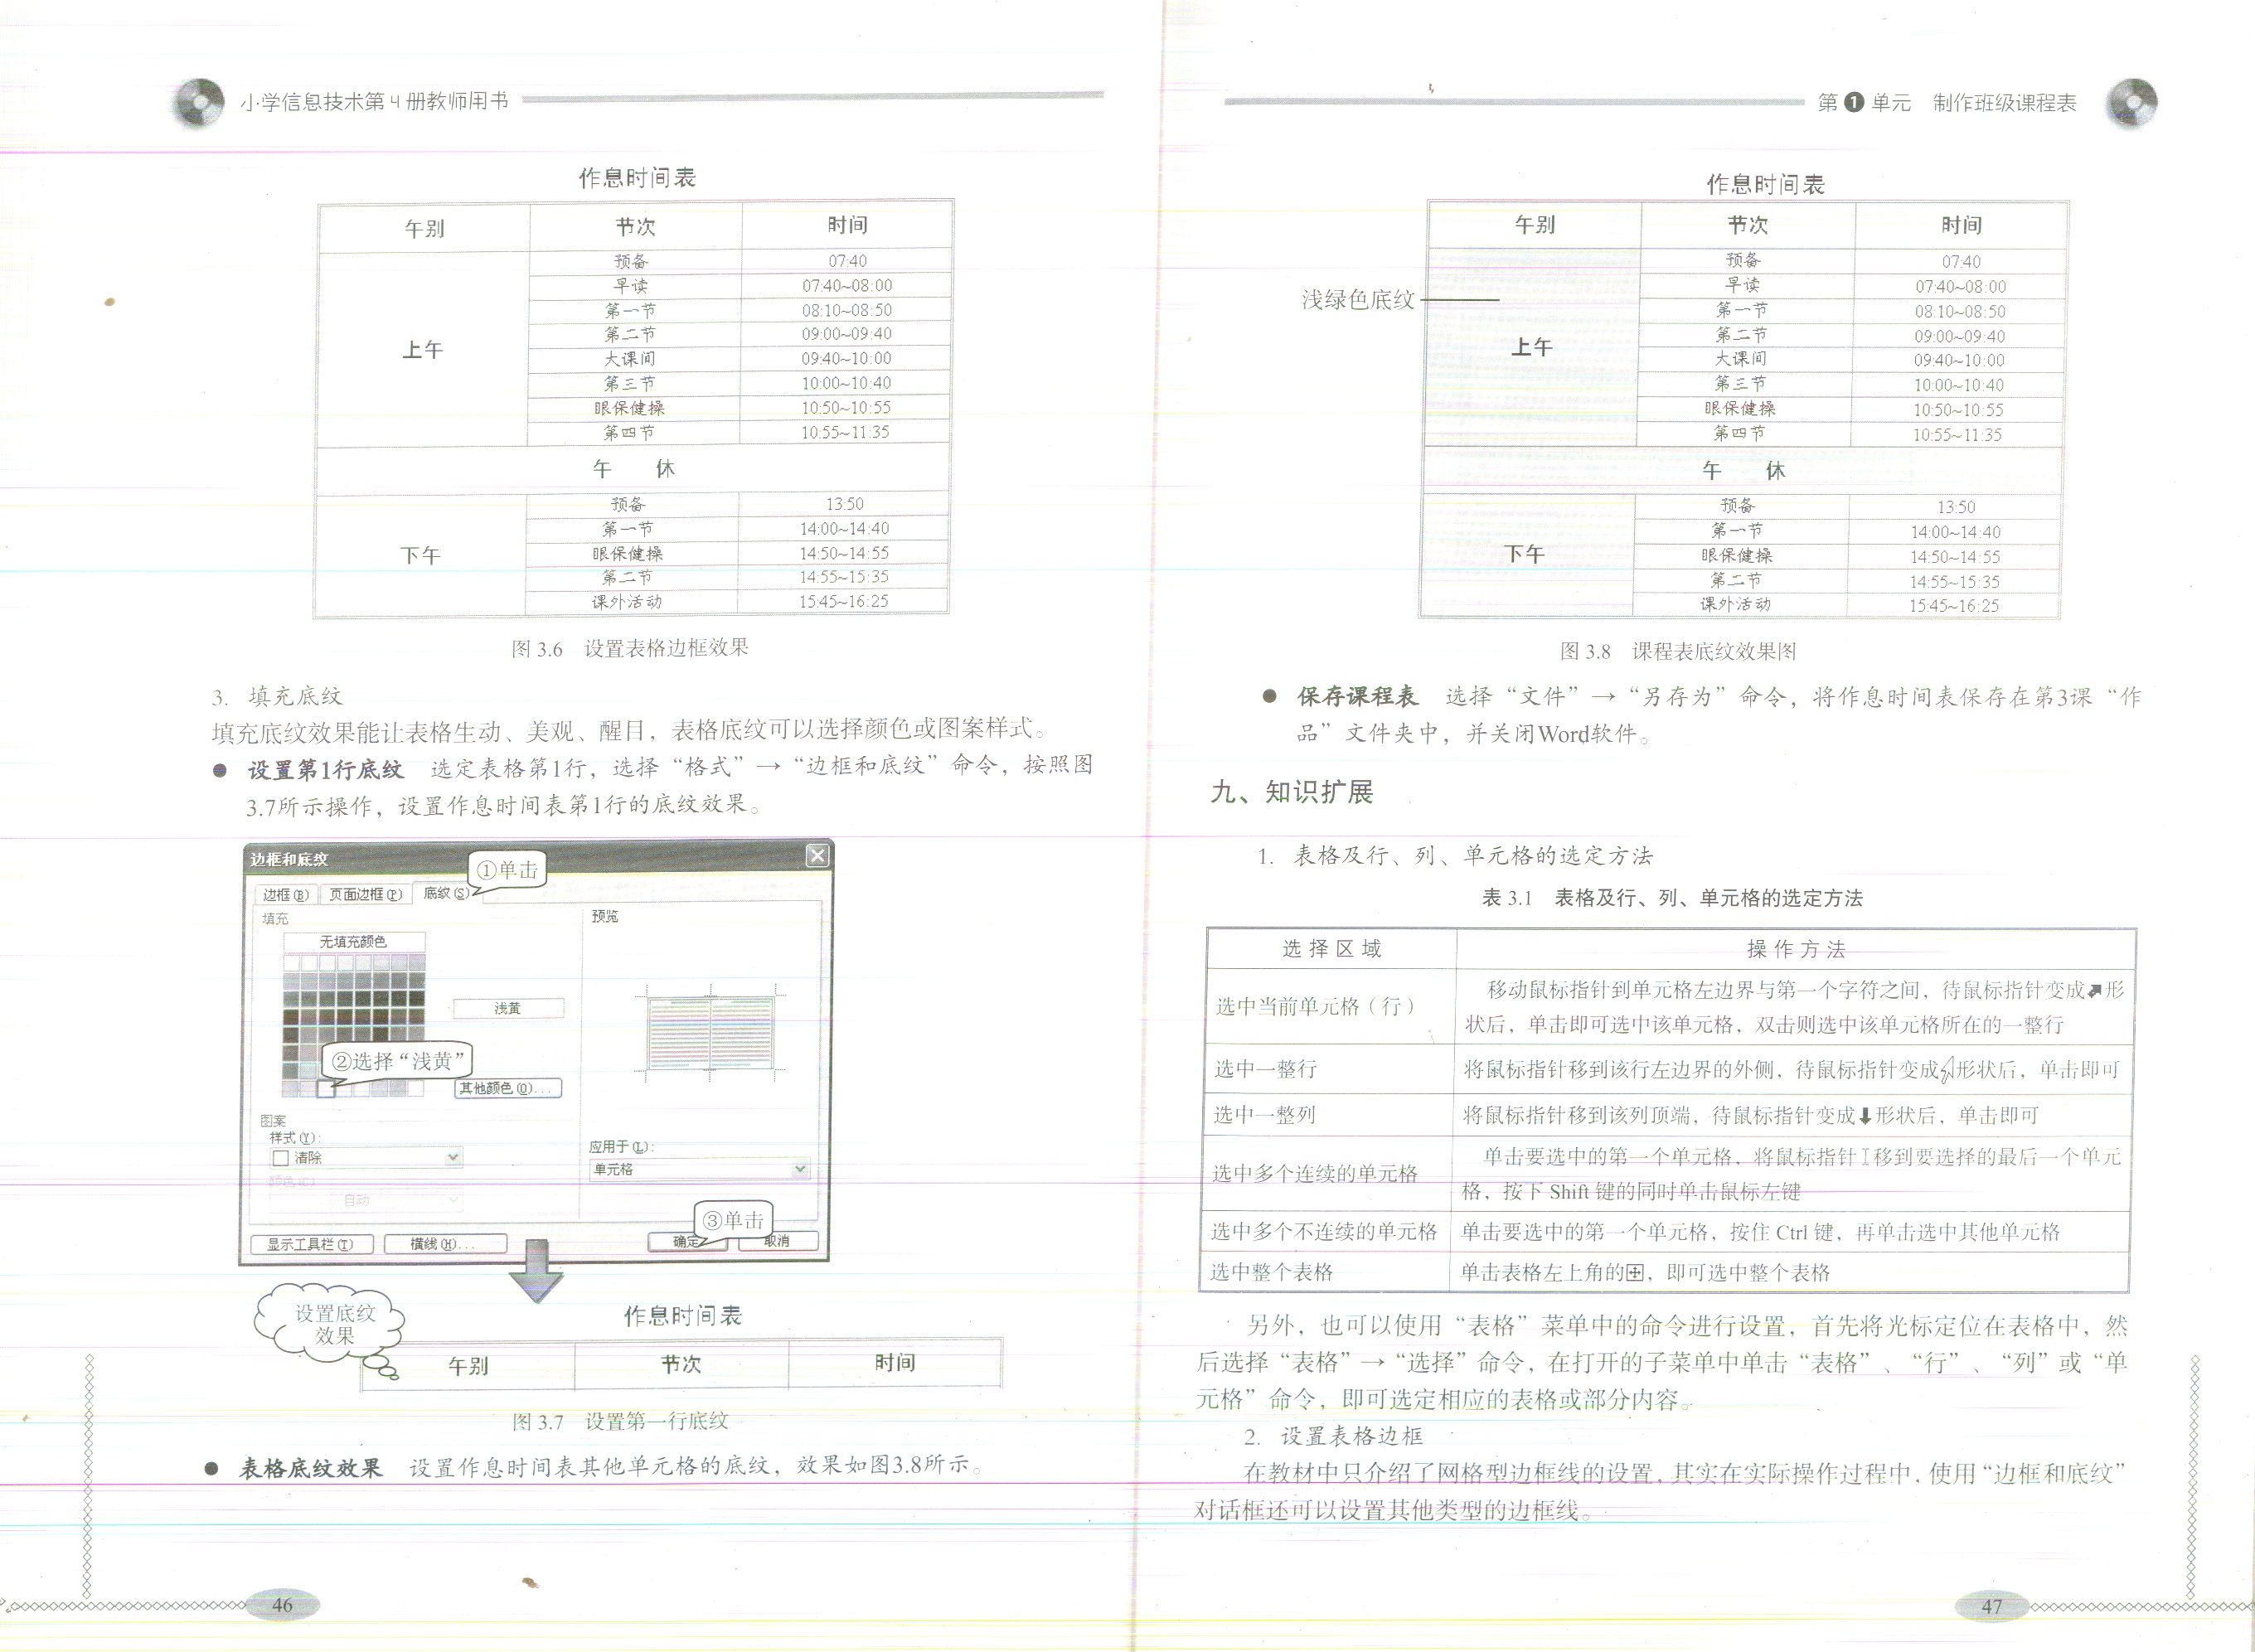 小学信息技术第4册教师用书
作息时间表
午别 节次 时间
上午
预备 07:40
早读 07:40~08:00
第一节 08:10~08:50
第二节 09:00~09:40
大课间 09:40~10:00
第三节 10:00~10:40
眼保健操 10:50~10:55
第四节 10:55~11:35
午 休
下午
预备 13:50
第一节 14:00~14:40
眼保健操 14:50~14:55
第二节 14:55~15:35
课外活动 15:45~16:25
图 3.6 设置表格边框效果
3. 填充底纹
填充底纹效果能让表格生动、美观、醒目，表格底纹可以选择颜色或图案样式。
● 设置第1行底纹 选定表格第1行，选择“格式”→“边框和底纹”命令，按照图
3.7所示操作，设置作息时间表第1行的底纹效果。
边框和底纹
①单击
边框(B) 页面边框(P) 底纹(S)
填充 预览
无填充颜色
浅黄
②选择“浅黄”
其他颜色(O)...
图案
样式(Y):
清除
颜色(C)
自动
应用于(L):
单元格
③单击
显示工具栏(T) 横线(H)... 确定 取消
设置底纹
效果
作息时间表
午别 节次 时间
图 3.7 设置第一行底纹
● 表格底纹效果 设置作息时间表其他单元格的底纹，效果如图3.8所示。
46
第1单元 制作班级课程表
作息时间表
午别 节次 时间
浅绿色底纹
上午
预备 07:40
早读 07:40~08:00
第一节 08:10~08:50
第二节 09:00~09:40
大课间 09:40~10:00
第三节 10:00~10:40
眼保健操 10:50~10:55
第四节 10:55~11:35
午 休
下午
预备 13:50
第一节 14:00~14:40
眼保健操 14:50~14:55
第二节 14:55~15:35
课外活动 15:45~16:25
图 3.8 课程表底纹效果图
● 保存课程表 选择“文件”→“另存为”命令，将作息时间表保存在第3课“作
品”文件夹中，并关闭Word软件。
九、知识扩展
1. 表格及行、列、单元格的选定方法
表 3.1 表格及行、列、单元格的选定方法
选择区域 操作方法
选中当前单元格（行）
移动鼠标指针到单元格左边界与第一个字符之间，待鼠标指针变成形
状后，单击即可选中该单元格，双击则选中该单元格所在的一整行
选中一整行 将鼠标指针移到该行左边界的外侧，待鼠标指针变成形状后，单击即可
选中一整列 将鼠标指针移到该列顶端，待鼠标指针变成⬇形状后，单击即可
选中多个连续的单元格
单击要选中的第一个单元格，将鼠标指针I移到要选择的最后一个单元
格，按下 Shift 键的同时单击鼠标左键
选中多个不连续的单元格 单击要选中的第一个单元格，按住 Ctrl 键，再单击选中其他单元格
选中整个表格 单击表格左上角的，即可选中整个表格
另外，也可以使用“表格”菜单中的命令进行设置，首先将光标定位在表格中，然
后选择“表格”→“选择”命令，在打开的子菜单中单击“表格”、“行”、“列”或“单
元格”命令，即可选定相应的表格或部分内容。
2. 设置表格边框
在教材中只介绍了网格型边框线的设置，其实在实际操作过程中，使用“边框和底纹”
对话框还可以设置其他类型的边框线。
47